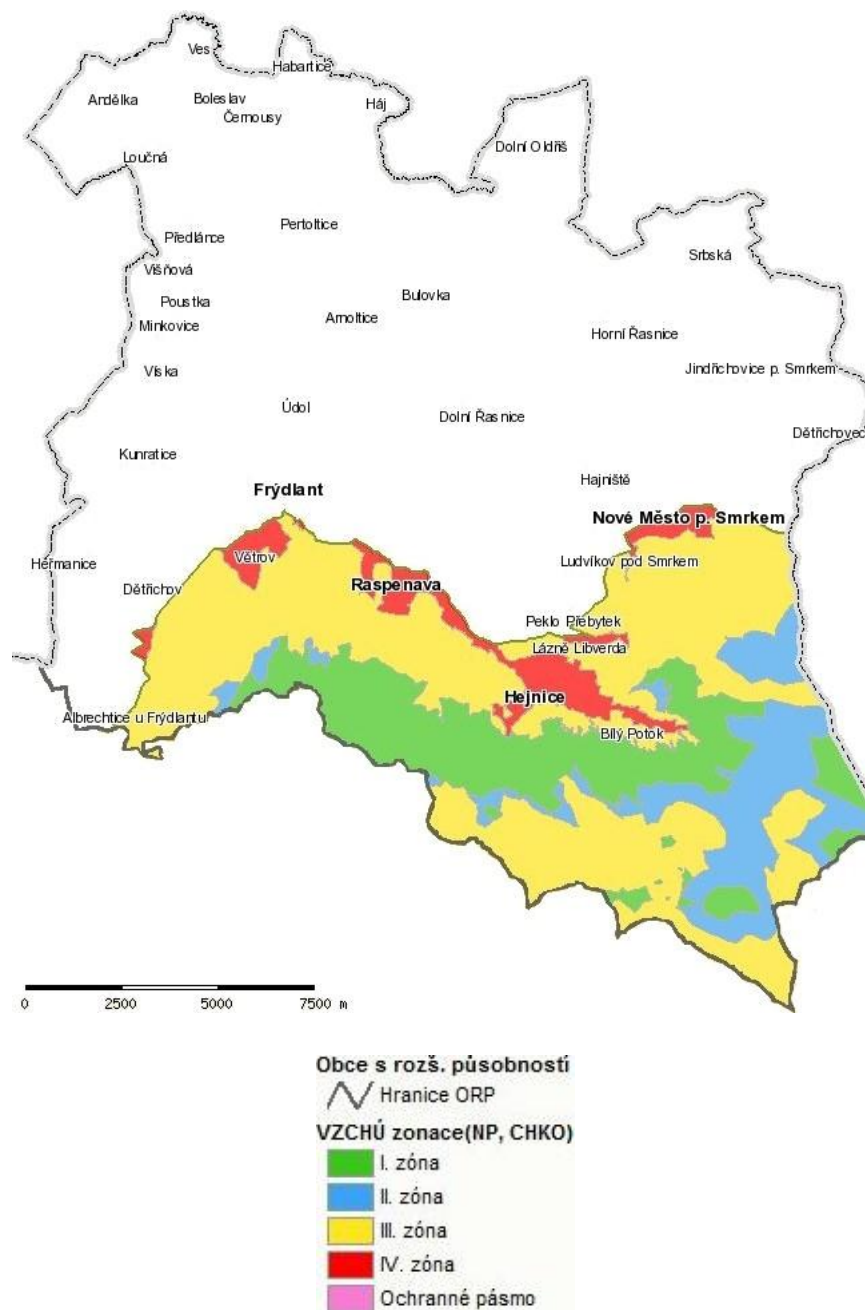 Ves
Habartice
Andělka
Boleslav
Háj
Černousy
Dolní Oldřiš
Loučná
Pertoltice
Předlánce
Srbská
Višňová
Bulovka
Poustka
Arnoltice
Minkovice
Horní Řasnice
Víska
Jindřichovice p. Smrkem
Údol
Dolní Řasnice
Dětřichovec
Kunratice
Hajniště
Frýdlant
Nové Město p. Smrkem
Větrov
Heřmanice
Ludvíkov pod Smrkem
Raspenava
Dětřichov
Peklo Přebytek
Lázně Libverda
Hejnice
Albrechtice u Frýdlantu
Bílý Potok
0 2500 5000 7500 m
Obce s rozš. působností
Hranice ORP
VZCHÚ zonace(NP, CHKO)
I. zóna
II. zóna
III. zóna
IV. zóna
Ochranné pásmo